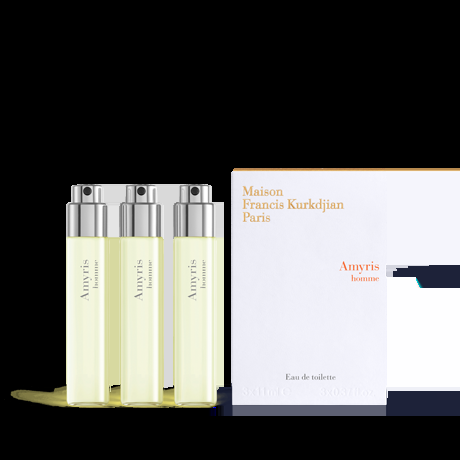 Amyris
homme
Amyris
homme
Amyris
homme
Maison
Francis Kurkdjian
Paris
Amyris
homme
Eau de toilette